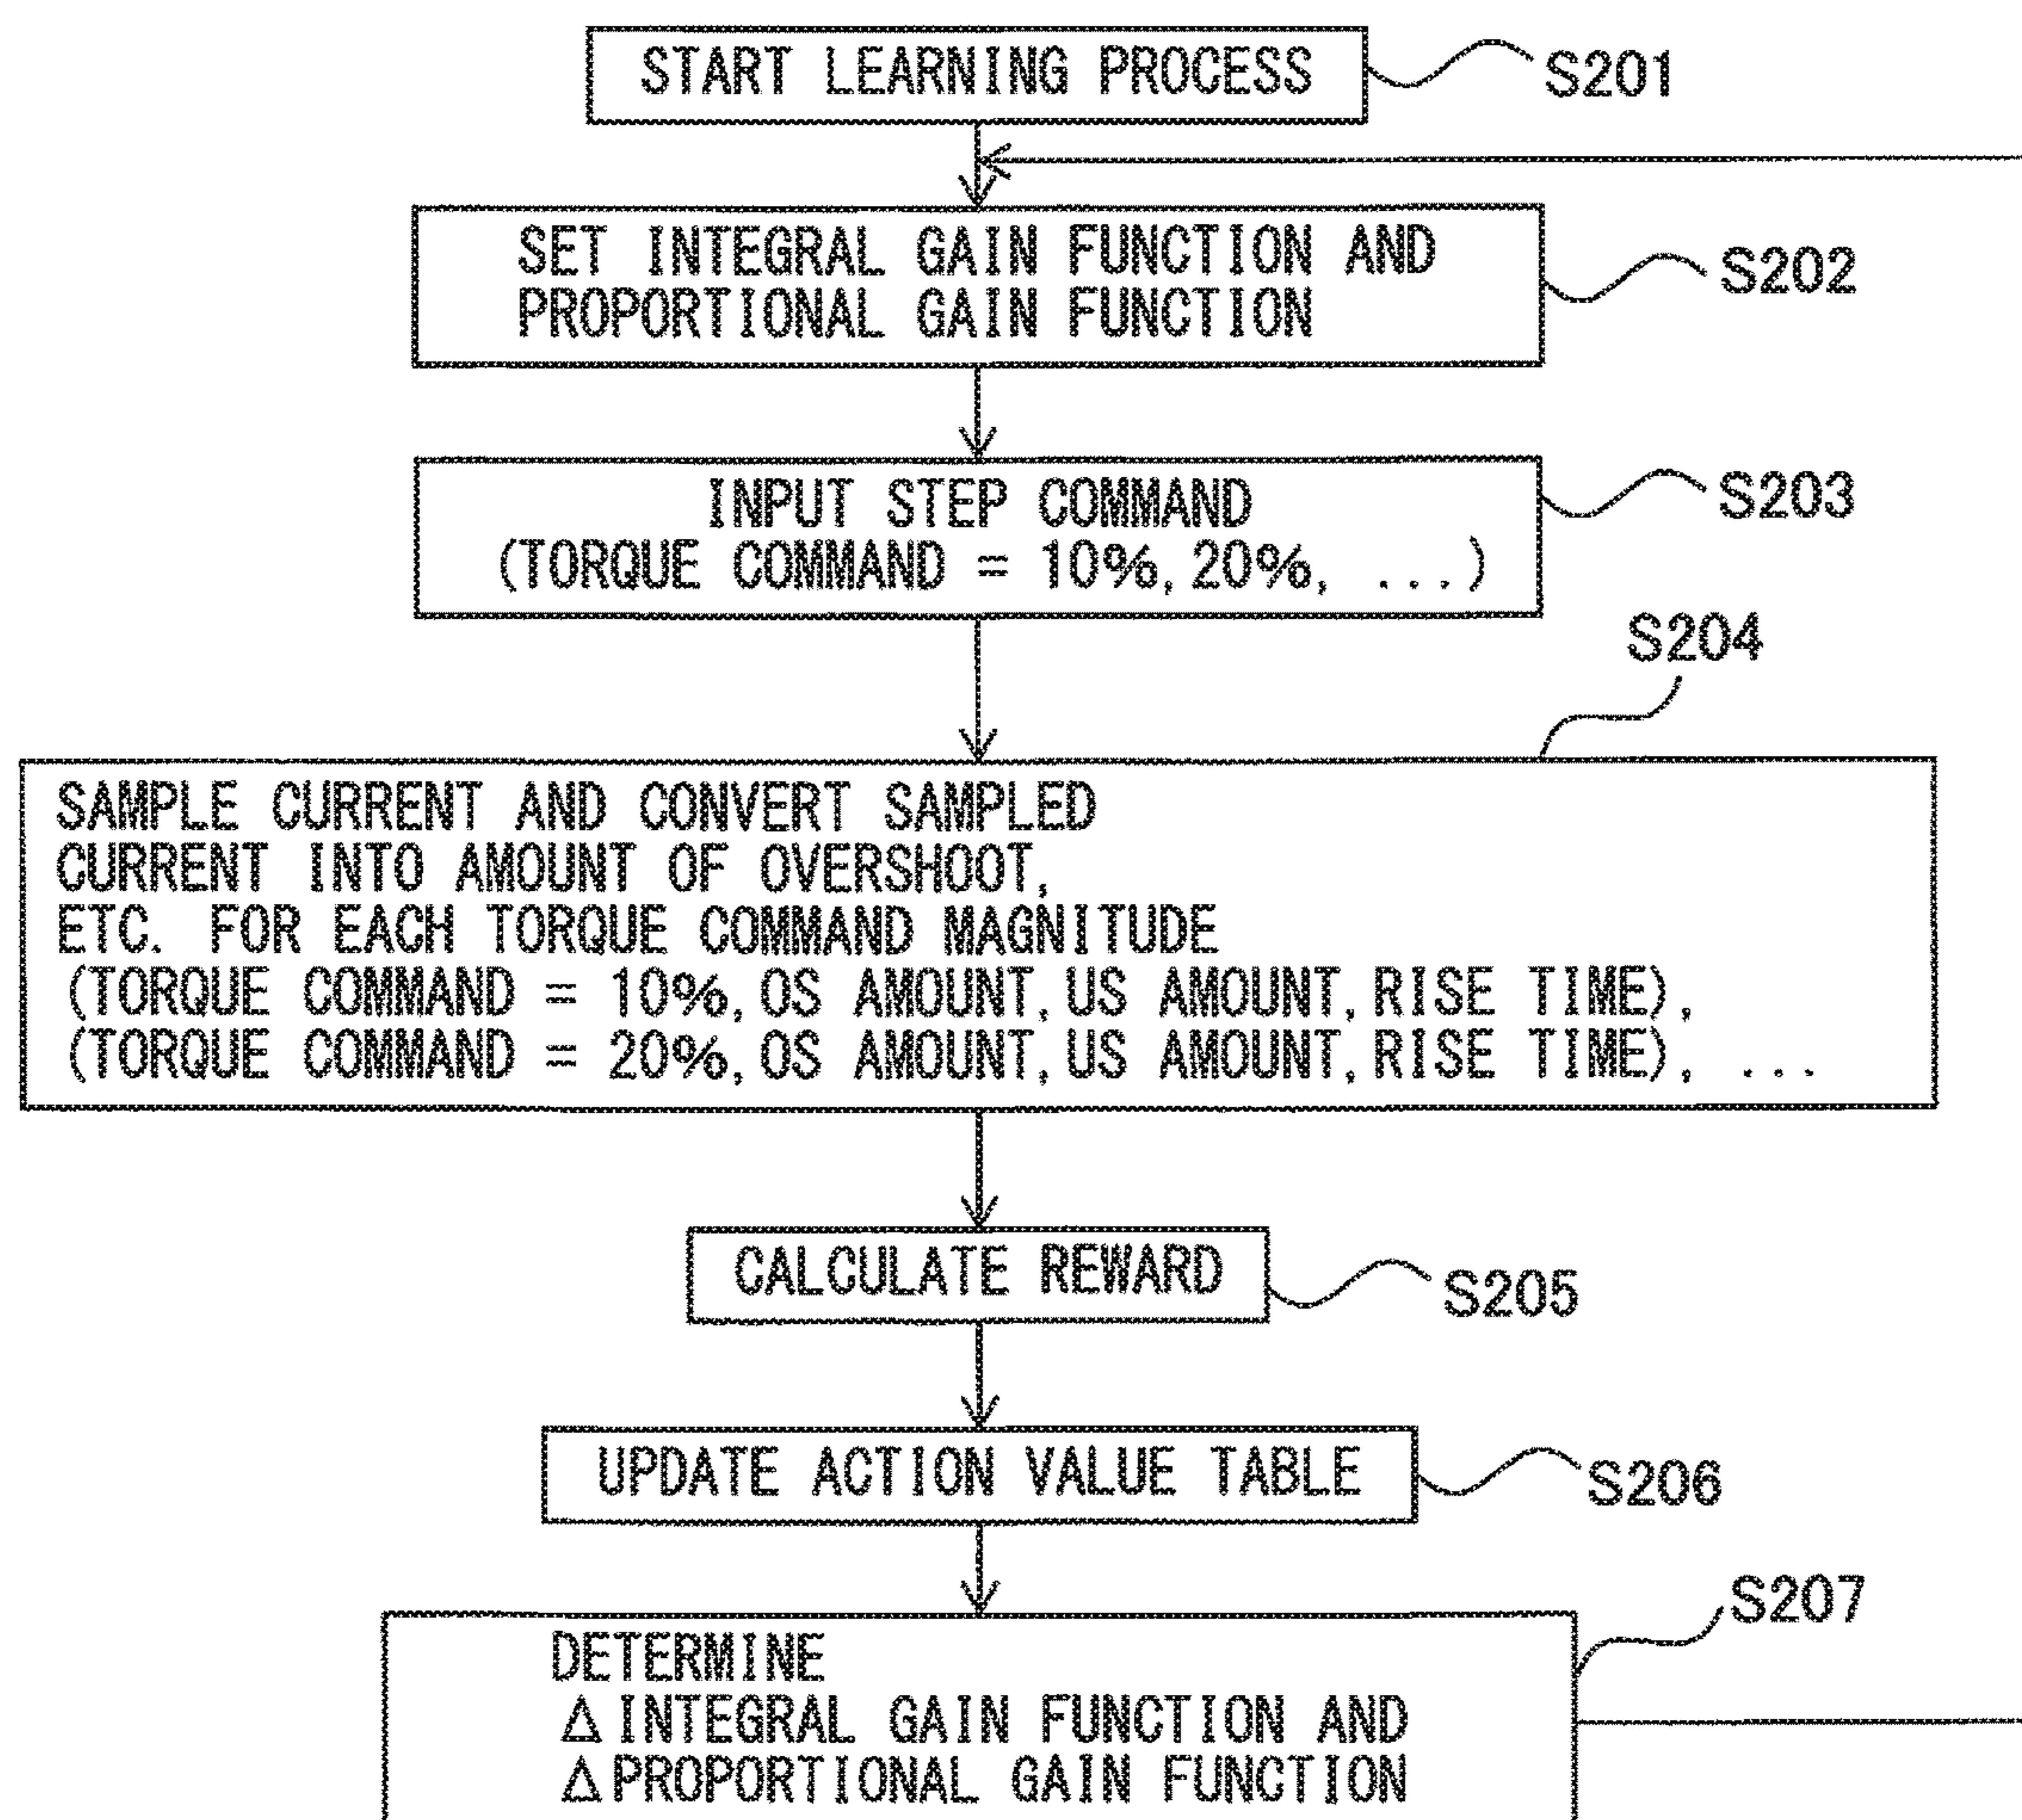 START LEARNING PROCESS
S201
SET INTEGRAL GAIN FUNCTION AND
PROPORTIONAL GAIN FUNCTION
S202
INPUT STEP COMMAND
(TORQUE COMMAND = 10%, 20%, ...)
S203
S204
SAMPLE CURRENT AND CONVERT SAMPLED
CURRENT INTO AMOUNT OF OVERSHOOT,
ETC. FOR EACH TORQUE COMMAND MAGNITUDE
(TORQUE COMMAND = 10%, OS AMOUNT, US AMOUNT, RISE TIME),
(TORQUE COMMAND = 20%, OS AMOUNT, US AMOUNT, RISE TIME), ...
CALCULATE REWARD
S205
UPDATE ACTION VALUE TABLE
S206
S207
DETERMINE
Δ INTEGRAL GAIN FUNCTION AND
Δ PROPORTIONAL GAIN FUNCTION